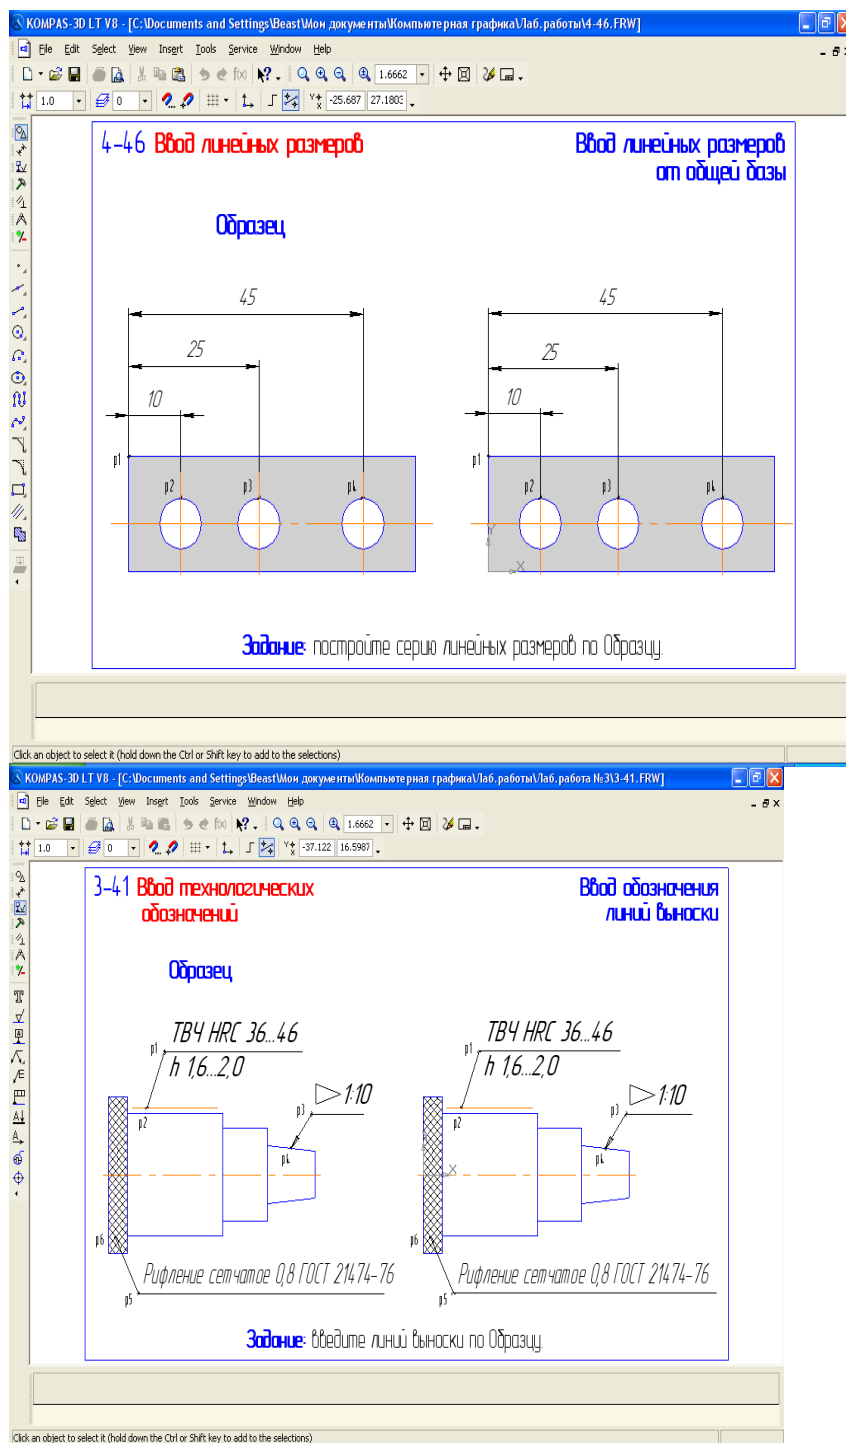 KOMPAS-3D LT V8 - [C:\Documents and Settings\Beast\Мои документы\Компьютерная графика\Лаб.работы\4-46.FRW]
File Edit Select View Insert Tools Service Window Help
1.6662
1.0 0 -25.687 27.180
4-46 Ввод линейных размеров Ввод линейных размеров
от общей базы
Образец
45 45
25 25
10 10
p1 p1
p2 p3 p4 p2 p3 p4
Y
X
Задание: постройте серию линейных размеров по Образцу.
Click an object to select it (hold down the Ctrl or Shift key to add to the selections)
KOMPAS-3D LT V8 - [C:\Documents and Settings\Beast\Мои документы\Компьютерная графика\Лаб.работы\Лаб.работа №3\3-41.FRW]
File Edit Select View Insert Tools Service Window Help
1.6662
1.0 0 -37.122 16.5987
3-41 Ввод технологических Ввод обозначения
обозначений линий выноски
Образец
ТВЧ HRC 36...46 ТВЧ HRC 36...46
p1 p1
h 1,6...2,0 h 1,6...2,0
1:10 1:10
p3 p3
p2 p2
p4 X p4
p6 p6
Рифление сетчатое 0,8 ГОСТ 21474-76 Рифление сетчатое 0,8 ГОСТ 21474-76
p5 p5
Задание: введите линий выноски по Образцу.
Click an object to select it (hold down the Ctrl or Shift key to add to the selections)